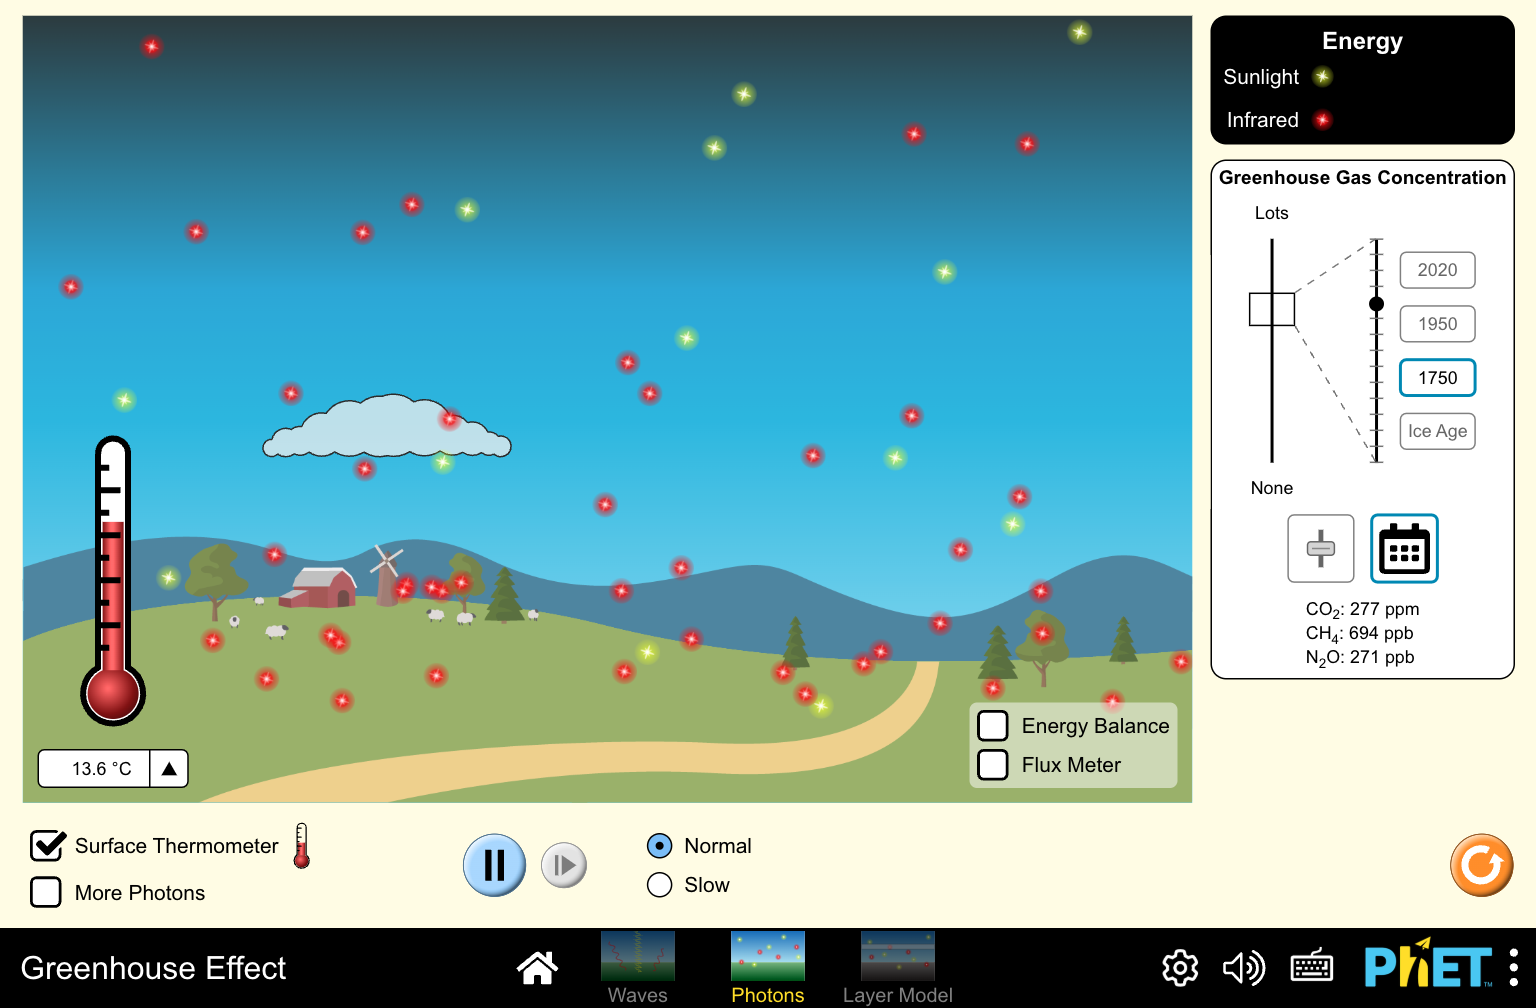 Energy
Sunlight
Infrared
Greenhouse Gas Concentration
Lots
2020
1950
1750
Ice Age
None
CO₂: 277 ppm
CH₄: 694 ppb
N₂O: 271 ppb
13.6 °C
Energy Balance
Flux Meter
Surface Thermometer
More Photons
Normal
Slow
Greenhouse Effect
Waves
Photons
Layer Model
PhET™